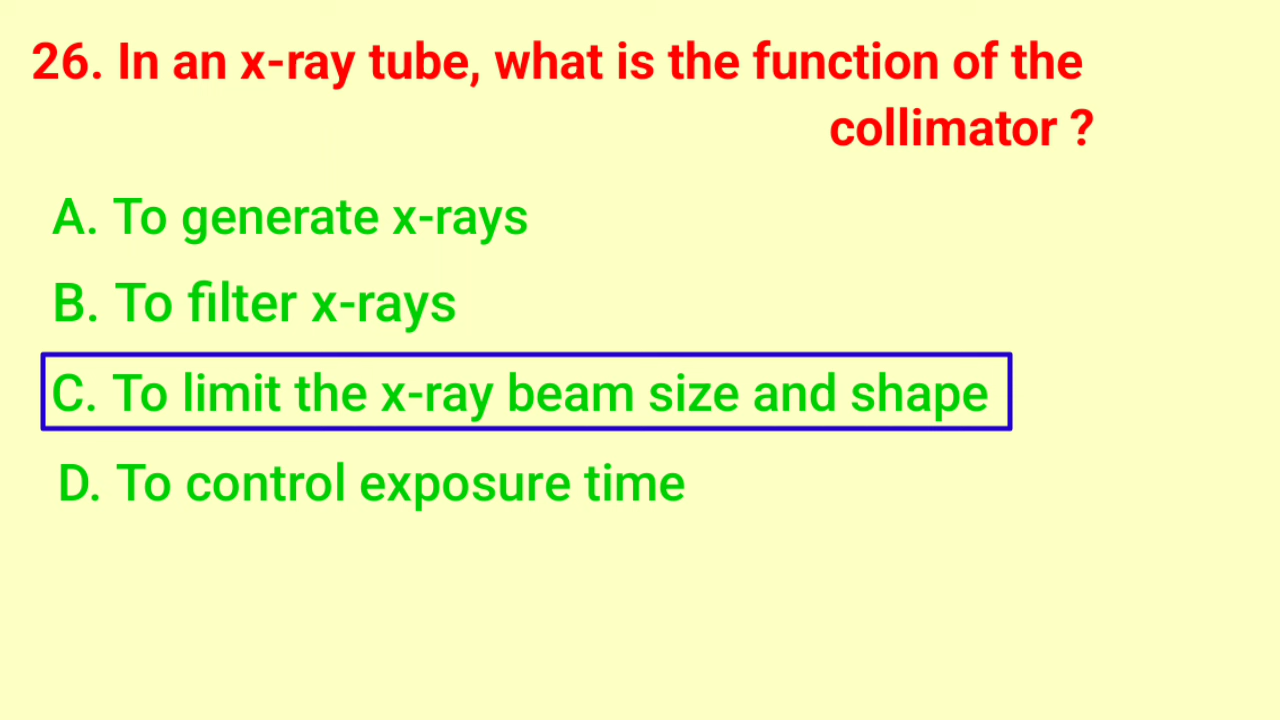 26. In an x-ray tube, what is the function of the
collimator ?
A. To generate x-rays
B. To filter x-rays
C. To limit the x-ray beam size and shape
D. To control exposure time